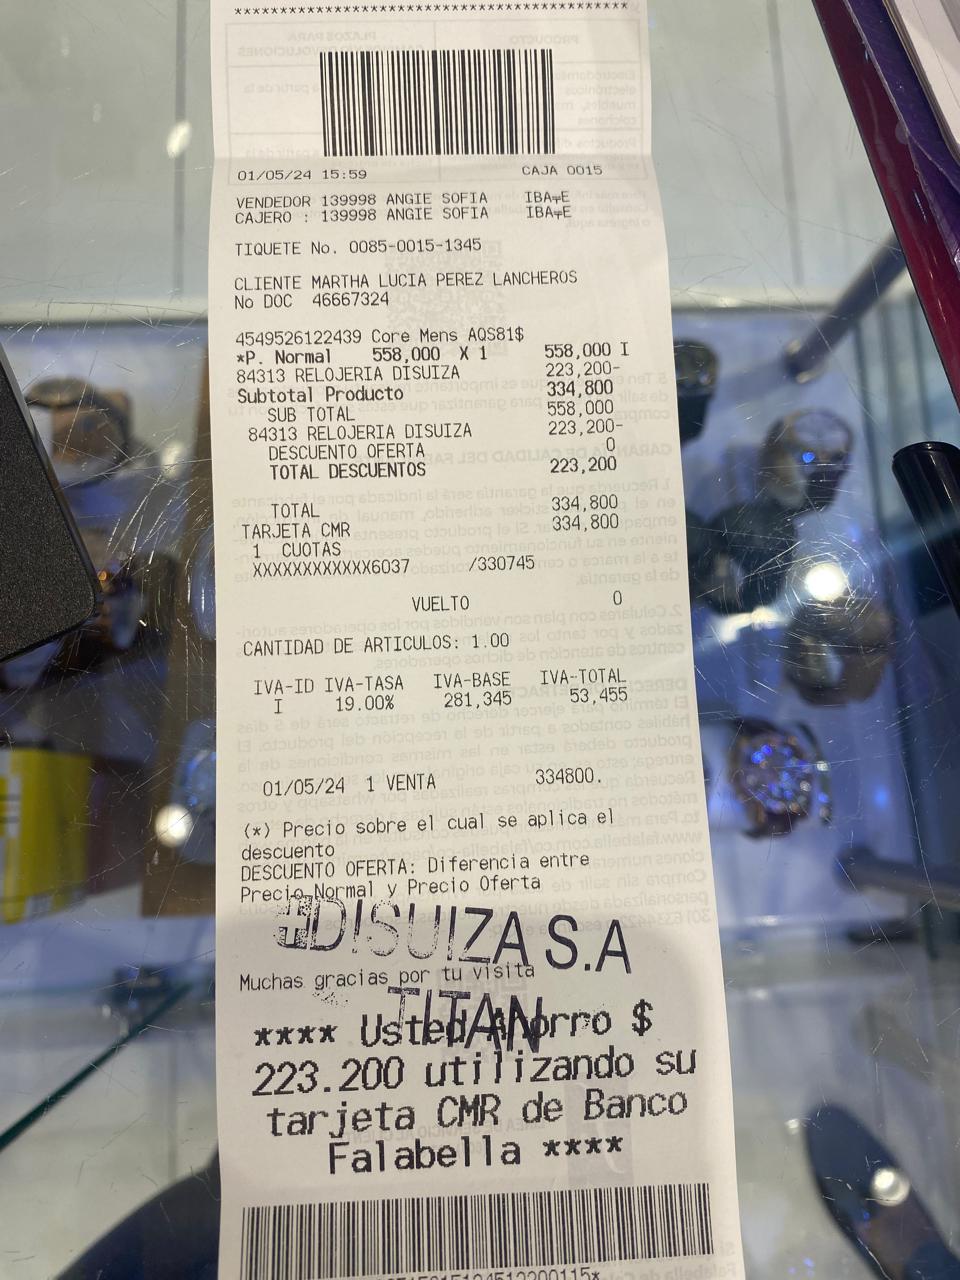 ********************************************
01/05/24 15:59 CAJA 0015
VENDEDOR 139998 ANGIE SOFIA IBA╤E
CAJERO : 139998 ANGIE SOFIA IBA╤E
TIQUETE No. 0085-0015-1345
CLIENTE MARTHA LUCIA PEREZ LANCHEROS
No DOC 46667324
4549526122439 Core Mens AQS81$
*P. Normal 558,000 X 1 558,000 I
84313 RELOJERIA DISUIZA 223,200-
Subtotal Producto 334,800
SUB TOTAL 558,000
84313 RELOJERIA DISUIZA 223,200-
DESCUENTO OFERTA 0
TOTAL DESCUENTOS 223,200
TOTAL 334,800
TARJETA CMR 334,800
1 CUOTAS
XXXXXXXXXXXX6037 /330745
VUELTO 0
CANTIDAD DE ARTICULOS: 1.00
IVA-ID IVA-TASA IVA-BASE IVA-TOTAL
I 19.00% 281,345 53,455
01/05/24 1 VENTA 334800.
(*) Precio sobre el cual se aplica el
descuento
DESCUENTO OFERTA: Diferencia entre
Precio Normal y Precio Oferta
DISUIZA S.A
Muchas gracias por tu visita
TITAN
**** Usted Ahorro $
223.200 utilizando su
tarjeta CMR de Banco
Falabella ****